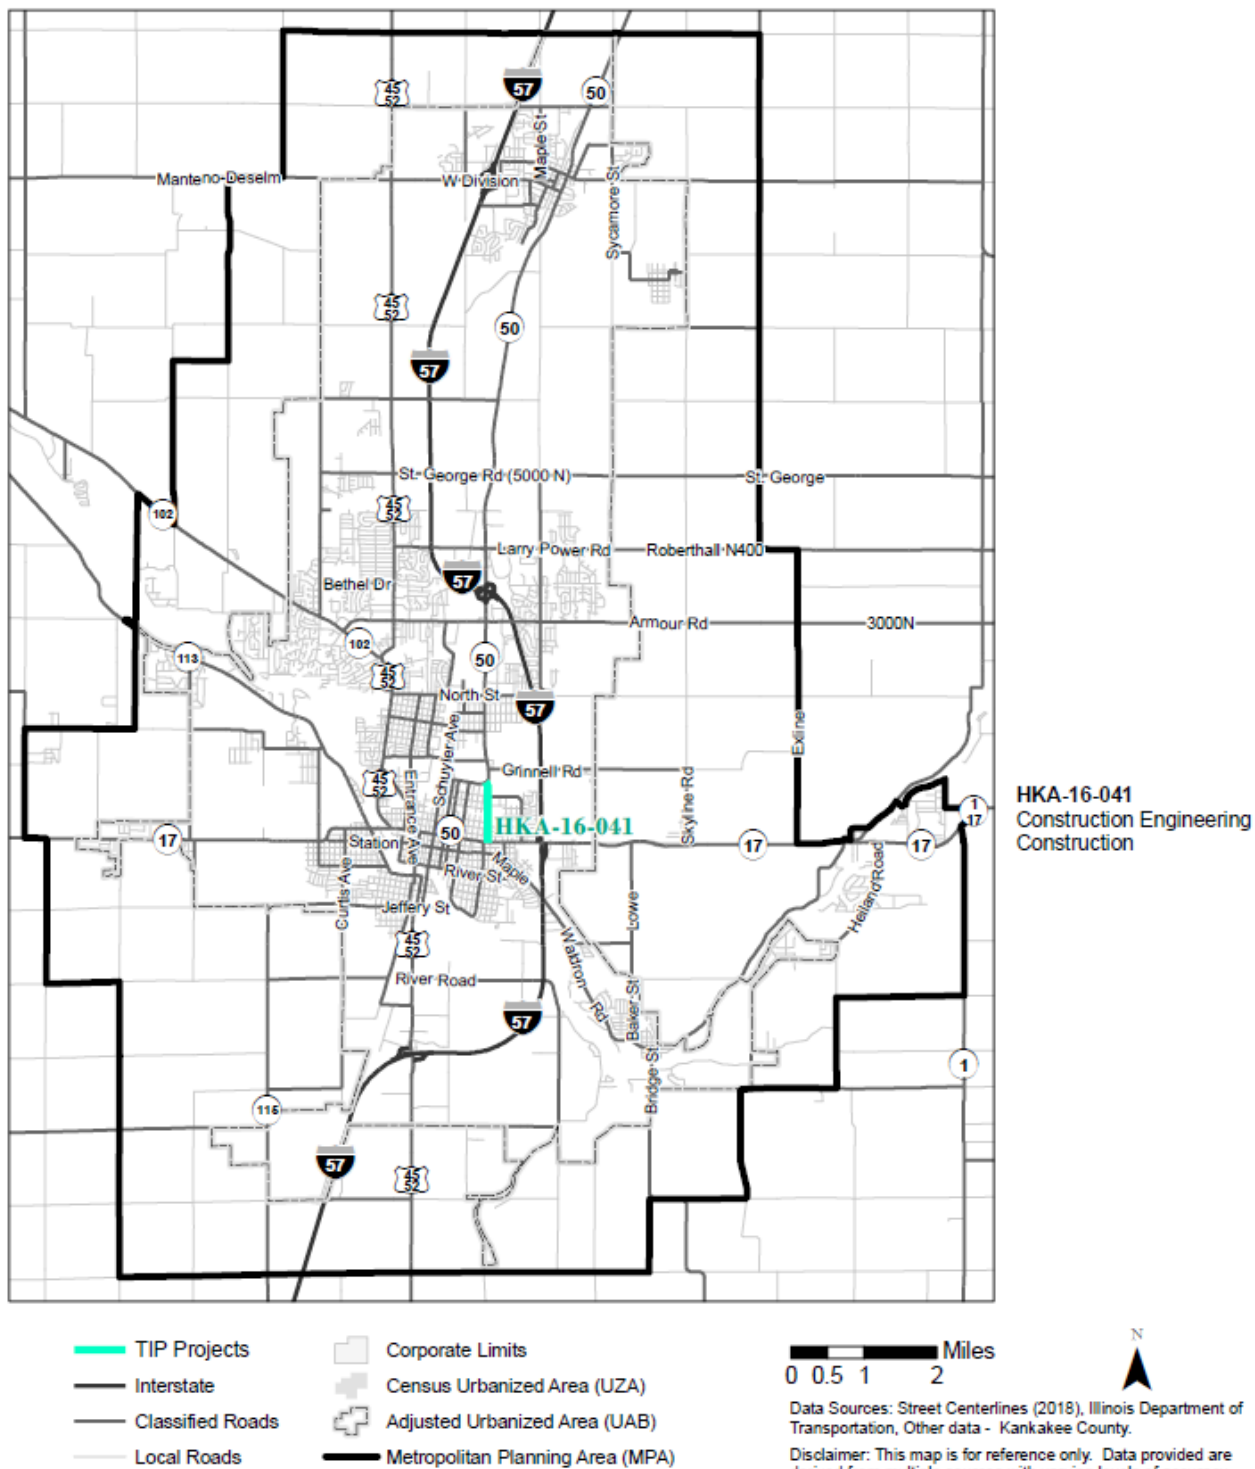 45
52
57
50
Maple St
Manteno-Deselm
W Division
Sycamore St
45
52
50
57
St. George Rd (5000 N)
St. George
45
52
102
Larry Power Rd
Roberthall N400
57
Bethel Dr
Armour Rd
3000N
102
113
50
45
52
North St
57
Schuyler Ave
Exline
Grinnell Rd
45
52
Entrance Ave
Skyline Rd
HKA-16-041
Construction Engineering
Construction
1
17
HKA-16-041
17
50
Station
17
17
Maple
River St
Curtis Ave
Heiland Road
Jeffery St
Lowe
45
52
Waldron Rd
River Road
Baker St
57
Bridge St
1
115
57
45
52
TIP Projects
Interstate
Classified Roads
Local Roads
Corporate Limits
Census Urbanized Area (UZA)
Adjusted Urbanized Area (UAB)
Metropolitan Planning Area (MPA)
Miles
0 0.5 1 2
N
Data Sources: Street Centerlines (2018), Illinois Department of
Transportation, Other data - Kankakee County.
Disclaimer: This map is for reference only. Data provided are